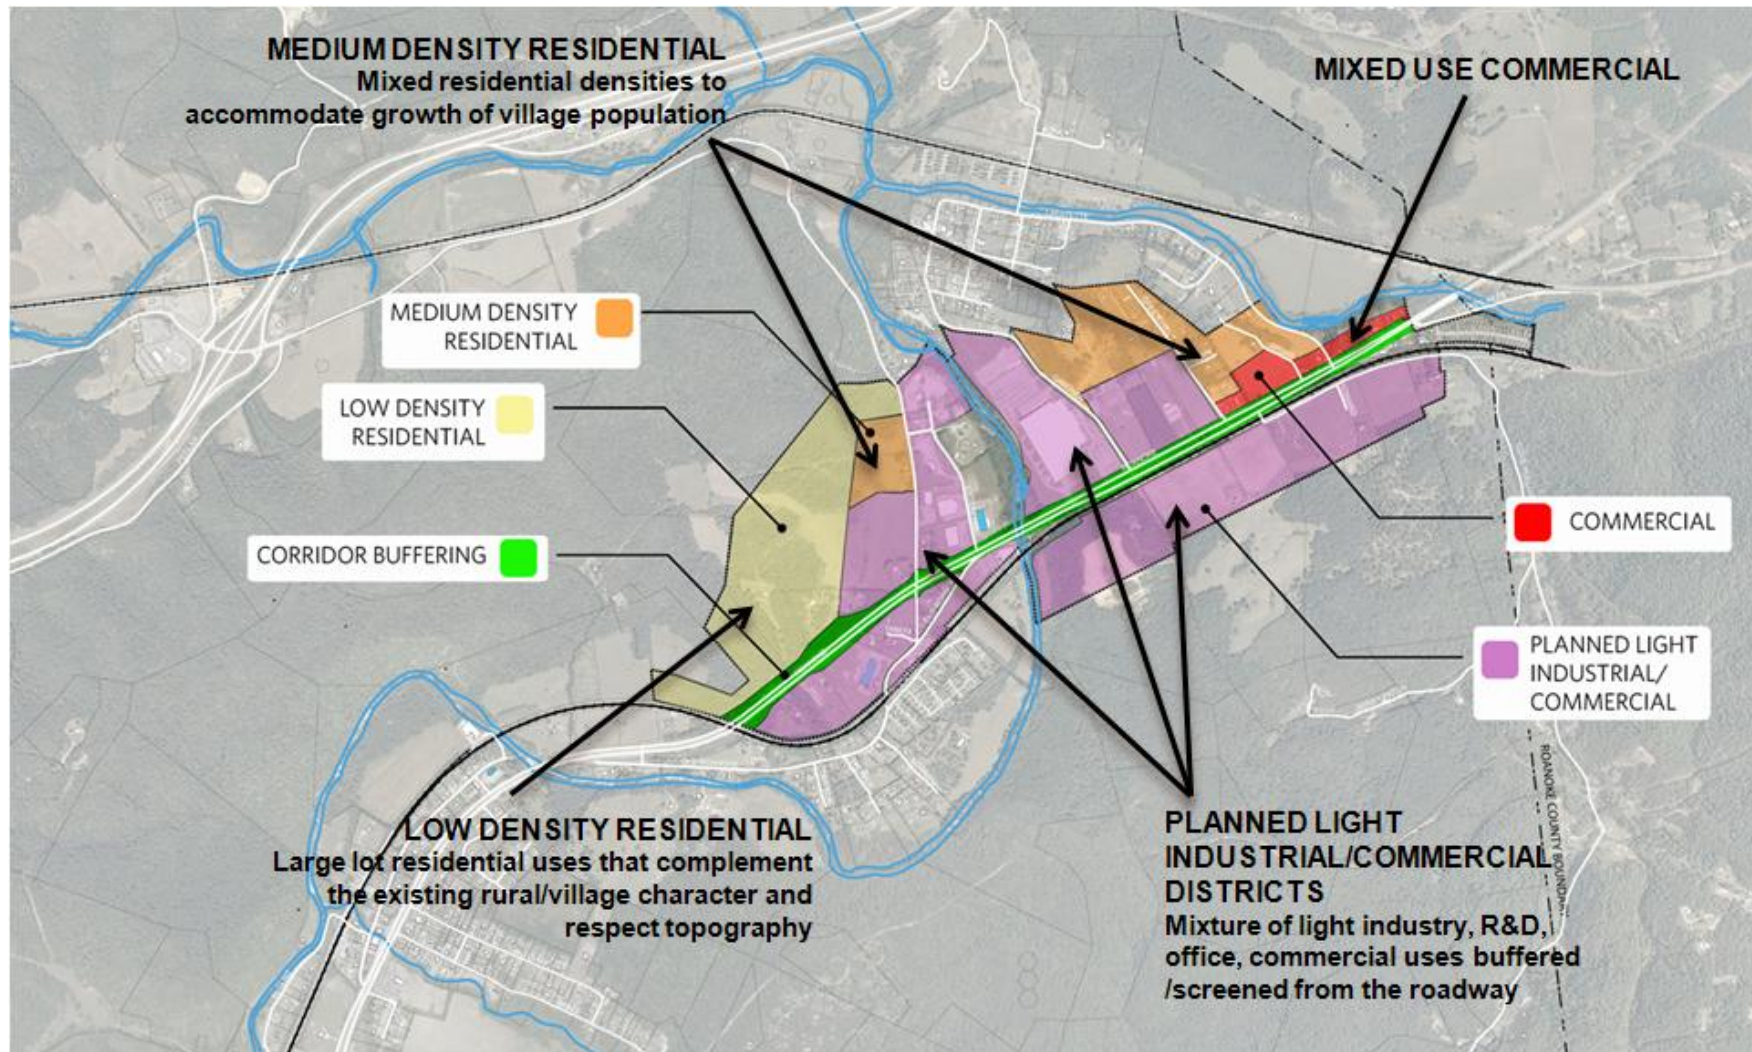 MEDIUM DENSITY RESIDENTIAL
Mixed residential densities to
accommodate growth of village population
MIXED USE COMMERCIAL
MEDIUM DENSITY
RESIDENTIAL
LOW DENSITY
RESIDENTIAL
CORRIDOR BUFFERING
COMMERCIAL
PLANNED LIGHT
INDUSTRIAL/
COMMERCIAL
LOW DENSITY RESIDENTIAL
Large lot residential uses that complement
the existing rural/village character and
respect topography
PLANNED LIGHT
INDUSTRIAL/COMMERCIAL
DISTRICTS
Mixture of light industry, R&D,
office, commercial uses buffered
/screened from the roadway
ROANOKE COUNTY BOUNDARY